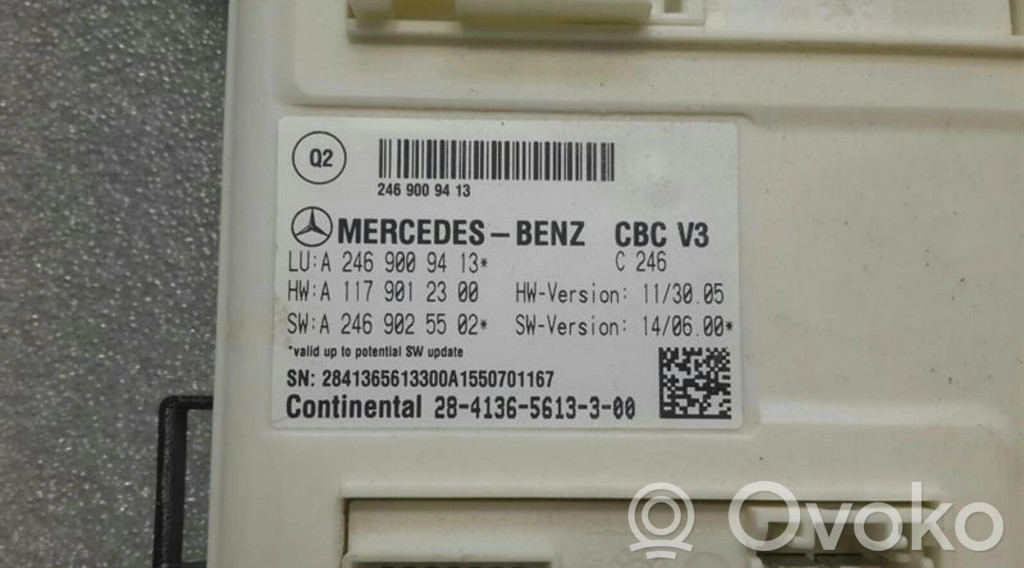 Q2
246 900 94 13
MERCEDES-BENZ CBC V3
LU: A 246 900 94 13* C 246
HW: A 117 901 23 00 HW-Version: 11/30.05
SW: A 246 902 55 02* SW-Version: 14/06.00*
*valid up to potential SW update
SN: 2841365613300A1550701167
Continental 28-4136-5613-3-00
Ovoko